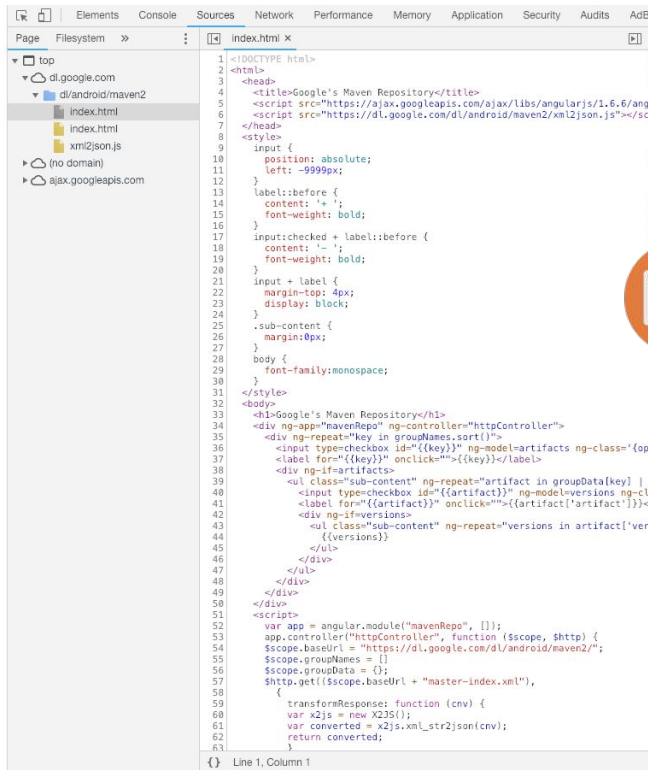 Elements Console Sources Network Performance Memory Application Security Audits
Page Filesystem » index.html ×
top
dl.google.com
dl/android/maven2
index.html
index.html
xml2json.js
(no domain)
ajax.googleapis.com
1 <!DOCTYPE html>
2 <html>
3 <head>
4 <title>Google's Maven Repository</title>
5 <script src="https://ajax.googleapis.com/ajax/libs/angularjs/1.6.6/ang
6 <script src="https://dl.google.com/dl/android/maven2/xml2json.js"></sc
7 </head>
8 <style>
9 input {
10 position: absolute;
11 left: -9999px;
12 }
13 label::before {
14 content: '+ ';
15 font-weight: bold;
16 }
17 input:checked + label::before {
18 content: '- ';
19 font-weight: bold;
20 }
21 input + label {
22 margin-top: 4px;
23 display: block;
24 }
25 .sub-content {
26 margin:0px;
27 }
28 body {
29 font-family:monospace;
30 }
31 </style>
32 <body>
33 <h1>Google's Maven Repository</h1>
34 <div ng-app="mavenRepo" ng-controller="httpController">
35 <div ng-repeat="key in groupNames.sort()">
36 <input type=checkbox id="{{key}}" ng-model=artifacts ng-class='{op
37 <label for="{{key}}" onclick="">{{key}}</label>
38 <div ng-if=artifacts>
39 <ul class="sub-content" ng-repeat="artifact in groupData[key] |
40 <input type=checkbox id="{{artifact}}" ng-model=versions ng-cl
41 <label for="{{artifact}}" onclick="">{{artifact['artifact']}}<
42 <div ng-if=versions>
43 <ul class="sub-content" ng-repeat="versions in artifact['ver
44 {{versions}}
45 </ul>
46 </div>
47 </ul>
48 </div>
49 </div>
50 </div>
51 <script>
52 var app = angular.module("mavenRepo", []);
53 app.controller("httpController", function ($scope, $http) {
54 $scope.baseUrl = "https://dl.google.com/dl/android/maven2/";
55 $scope.groupNames = []
56 $scope.groupData = {};
57 $http.get(($scope.baseUrl + "master-index.xml"),
58 {
59 transformResponse: function (cnv) {
60 var x2js = new X2JS();
61 var converted = x2js.xml_str2json(cnv);
62 return converted;
63 }
{} Line 1, Column 1